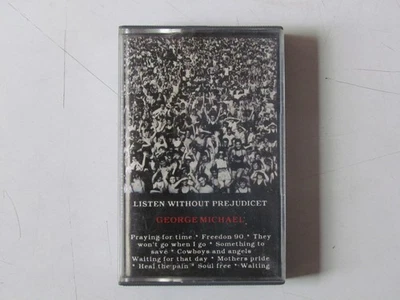 LISTEN WITHOUT PREJUDICET
GEORGE MICHAEL
Praying for time * Freedon 90 * They
won't go when I go * Something to
save * Cowboys and angels
Waiting for that day * Mothers pride
* Heal the pain * Soul free * Waiting